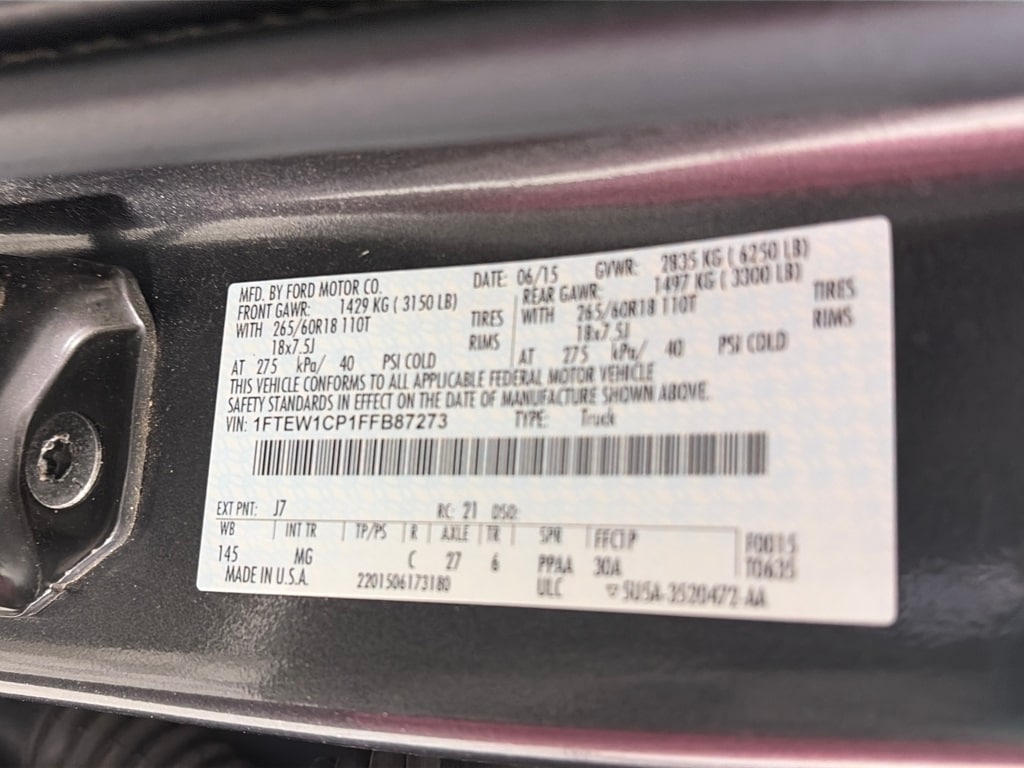 MFD. BY FORD MOTOR CO. DATE: 06/15 GVWR: 2835 KG ( 6250 LB)
FRONT GAWR: 1429 KG ( 3150 LB) REAR GAWR: 1497 KG ( 3300 LB)
WITH 265/60R18 110T TIRES WITH 265/60R18 110T TIRES
18x7.5J RIMS 18x7.5J RIMS
AT 275 kPa/ 40 PSI COLD AT 275 kPa/ 40 PSI COLD
THIS VEHICLE CONFORMS TO ALL APPLICABLE FEDERAL MOTOR VEHICLE
SAFETY STANDARDS IN EFFECT ON THE DATE OF MANUFACTURE SHOWN ABOVE.
VIN: 1FTEW1CP1FFB87273 TYPE: Truck
EXT PNT: J7 RC: 21 DSO:
WB INT TR TP/PS R AXLE TR SPR FFCTP F0015
145 MG C 27 6 PPAA 30A T0635
MADE IN U.S.A. 2201506173180 ULC ▽5U5A-3520472-AA